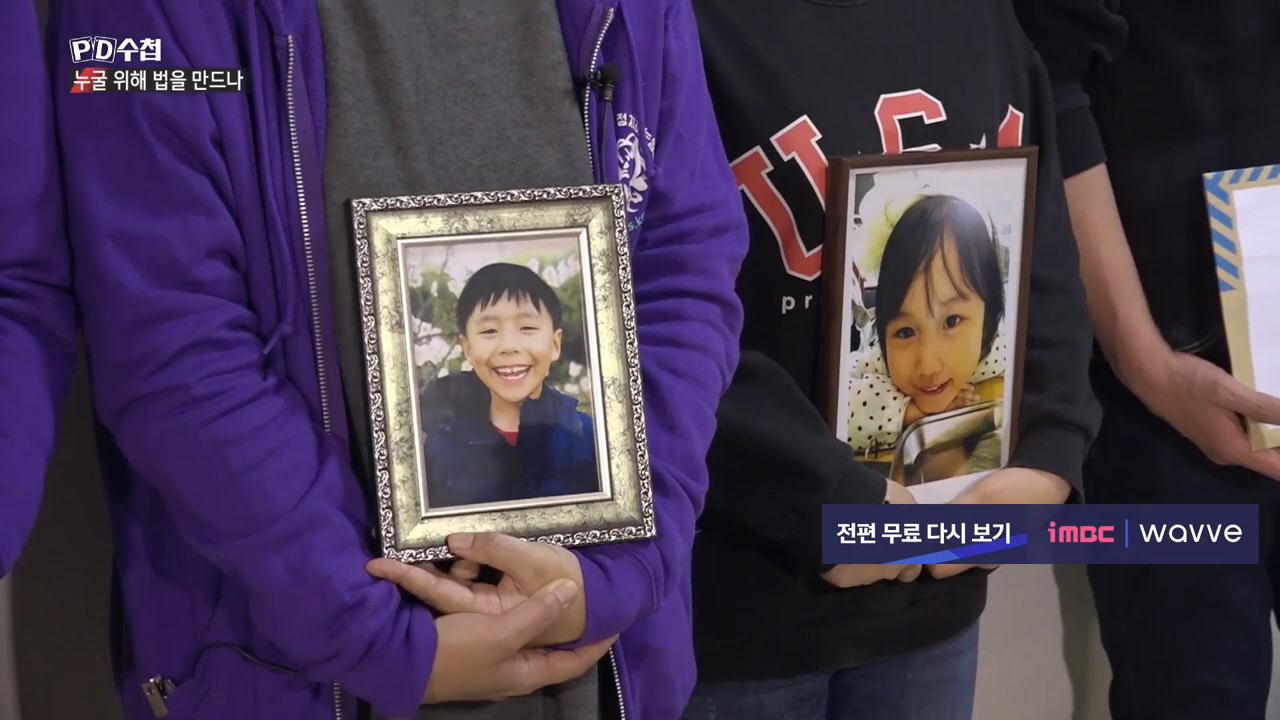 PD수첩
누굴 위해 법을 만드나
pr
전편 무료 다시 보기
iMBC | wavve